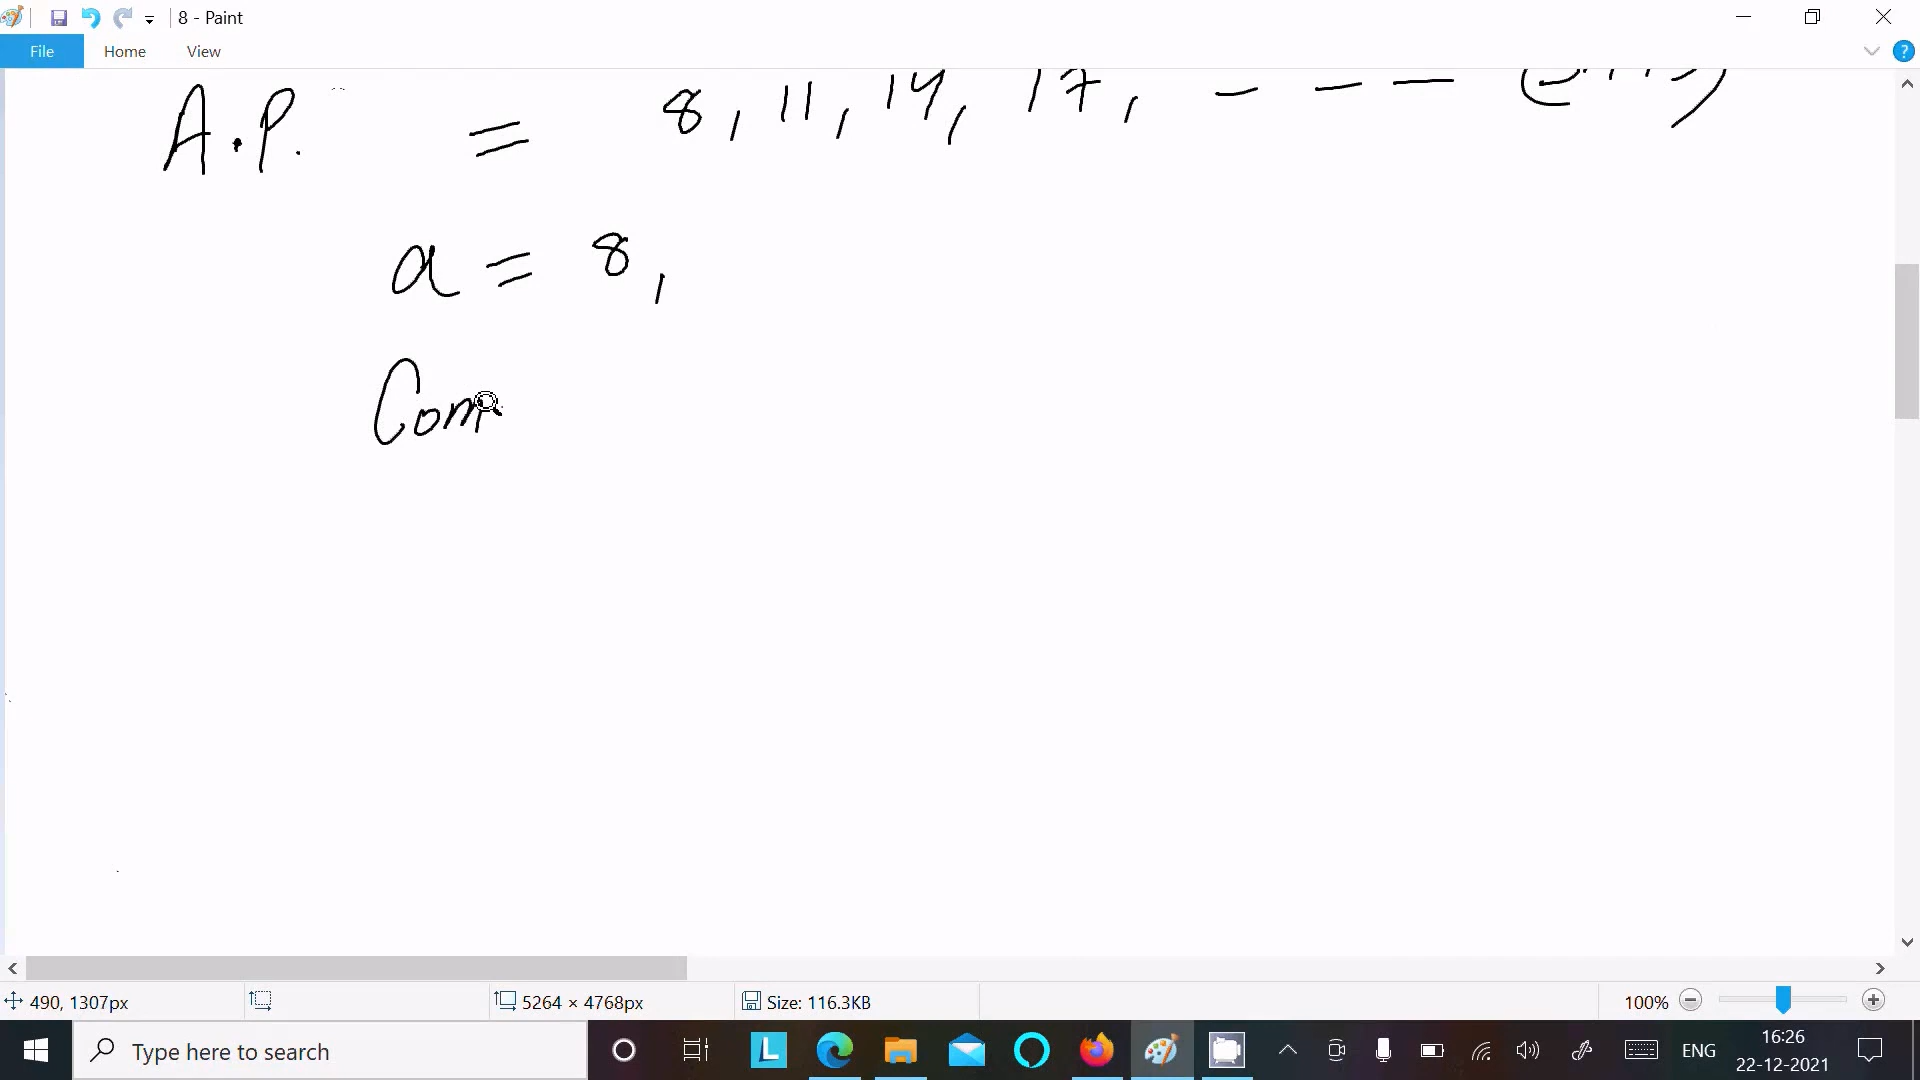 8 - Paint
File Home View
A.P. = 8, 11, 14, 17, - - -
a = 8,
Com
490, 1307px 5264 × 4768px Size: 116.3KB 100%
Type here to search L ENG 16:26
22-12-2021